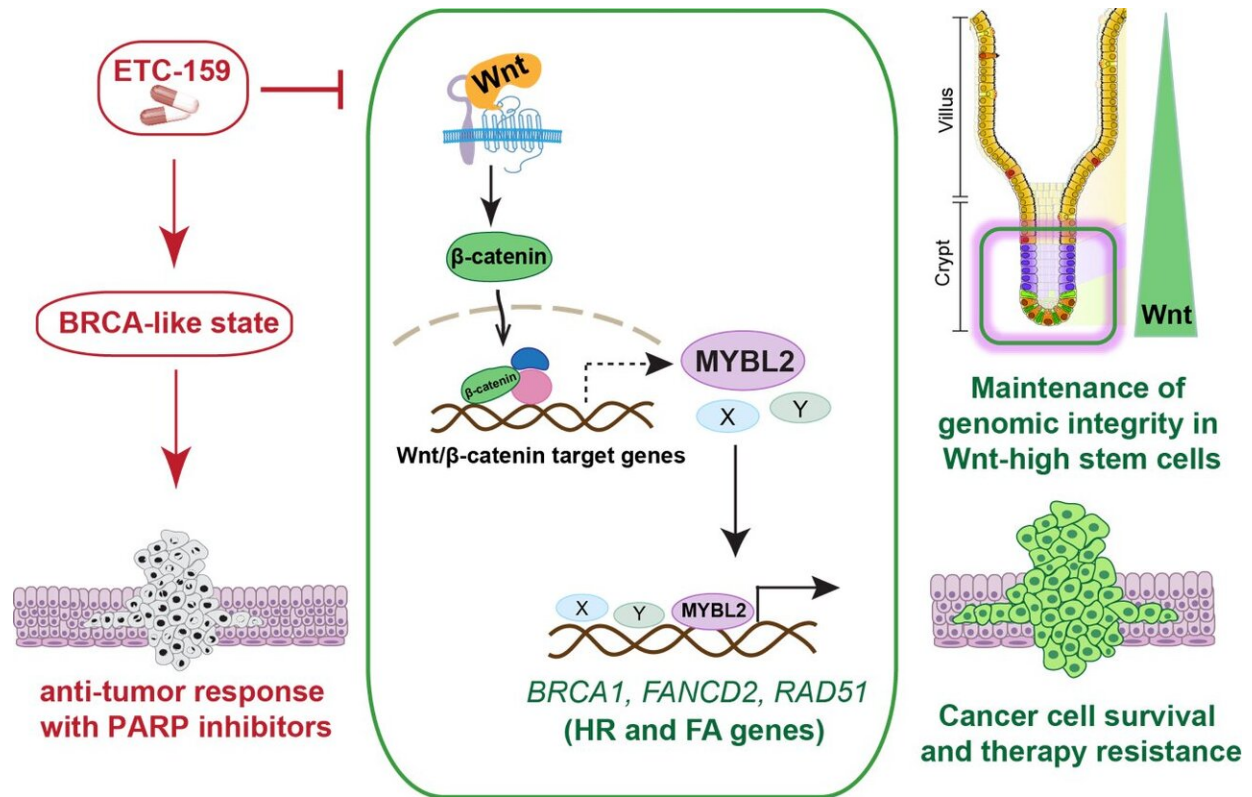 ETC-159
BRCA-like state
anti-tumor response
with PARP inhibitors
Wnt
β-catenin
β-catenin
MYBL2
X
Y
Wnt/β-catenin target genes
X
Y
MYBL2
BRCA1, FANCD2, RAD51
(HR and FA genes)
Villus
Crypt
Wnt
Maintenance of
genomic integrity in
Wnt-high stem cells
Cancer cell survival
and therapy resistance